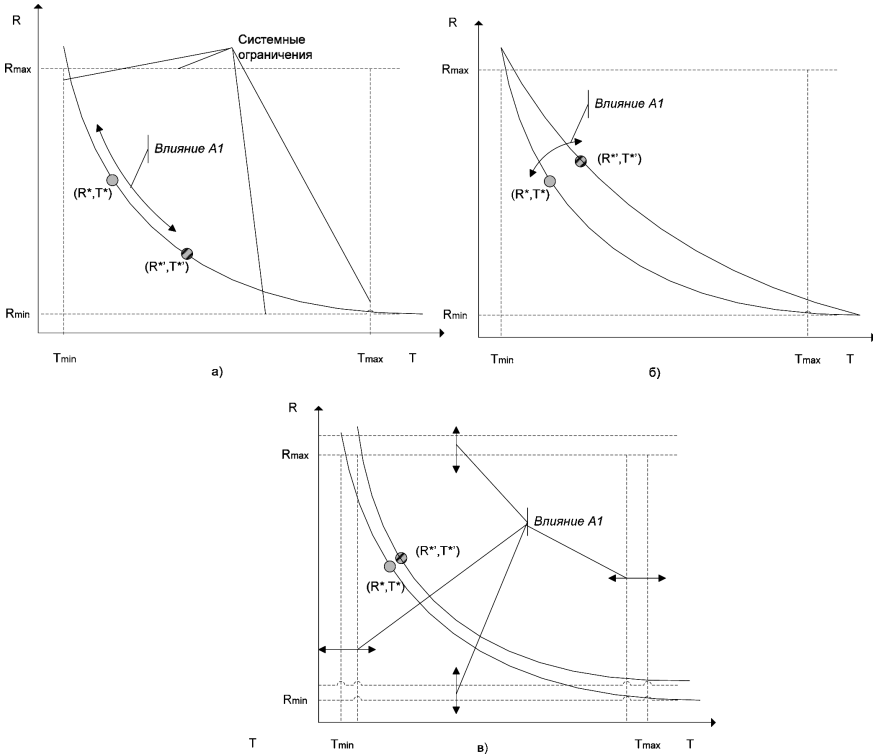 R
Системные
ограничения
Rmax
Влияние А1
(R*,T*)
(R*',T*')
Rmin
Tmin
Tmax
T
а)
R
Rmax
Влияние А1
(R*',T*')
(R*,T*)
Rmin
Tmin
Tmax
T
б)
R
Rmax
Влияние А1
(R*',T*')
(R*,T*)
Rmin
T
Tmin
в)
Tmax
T